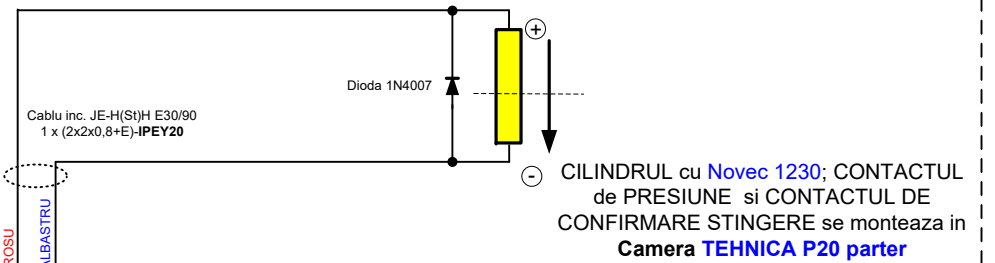 +
Dioda 1N4007
Cablu inc. JE-H(St)H E30/90
1 x (2x2x0,8+E)-IPEY20
-
CILINDRUL cu Novec 1230; CONTACTUL
de PRESIUNE si CONTACTUL DE
CONFIRMARE STINGERE se monteaza in
Camera TEHNICA P20 parter
ROSU
ALBASTRU